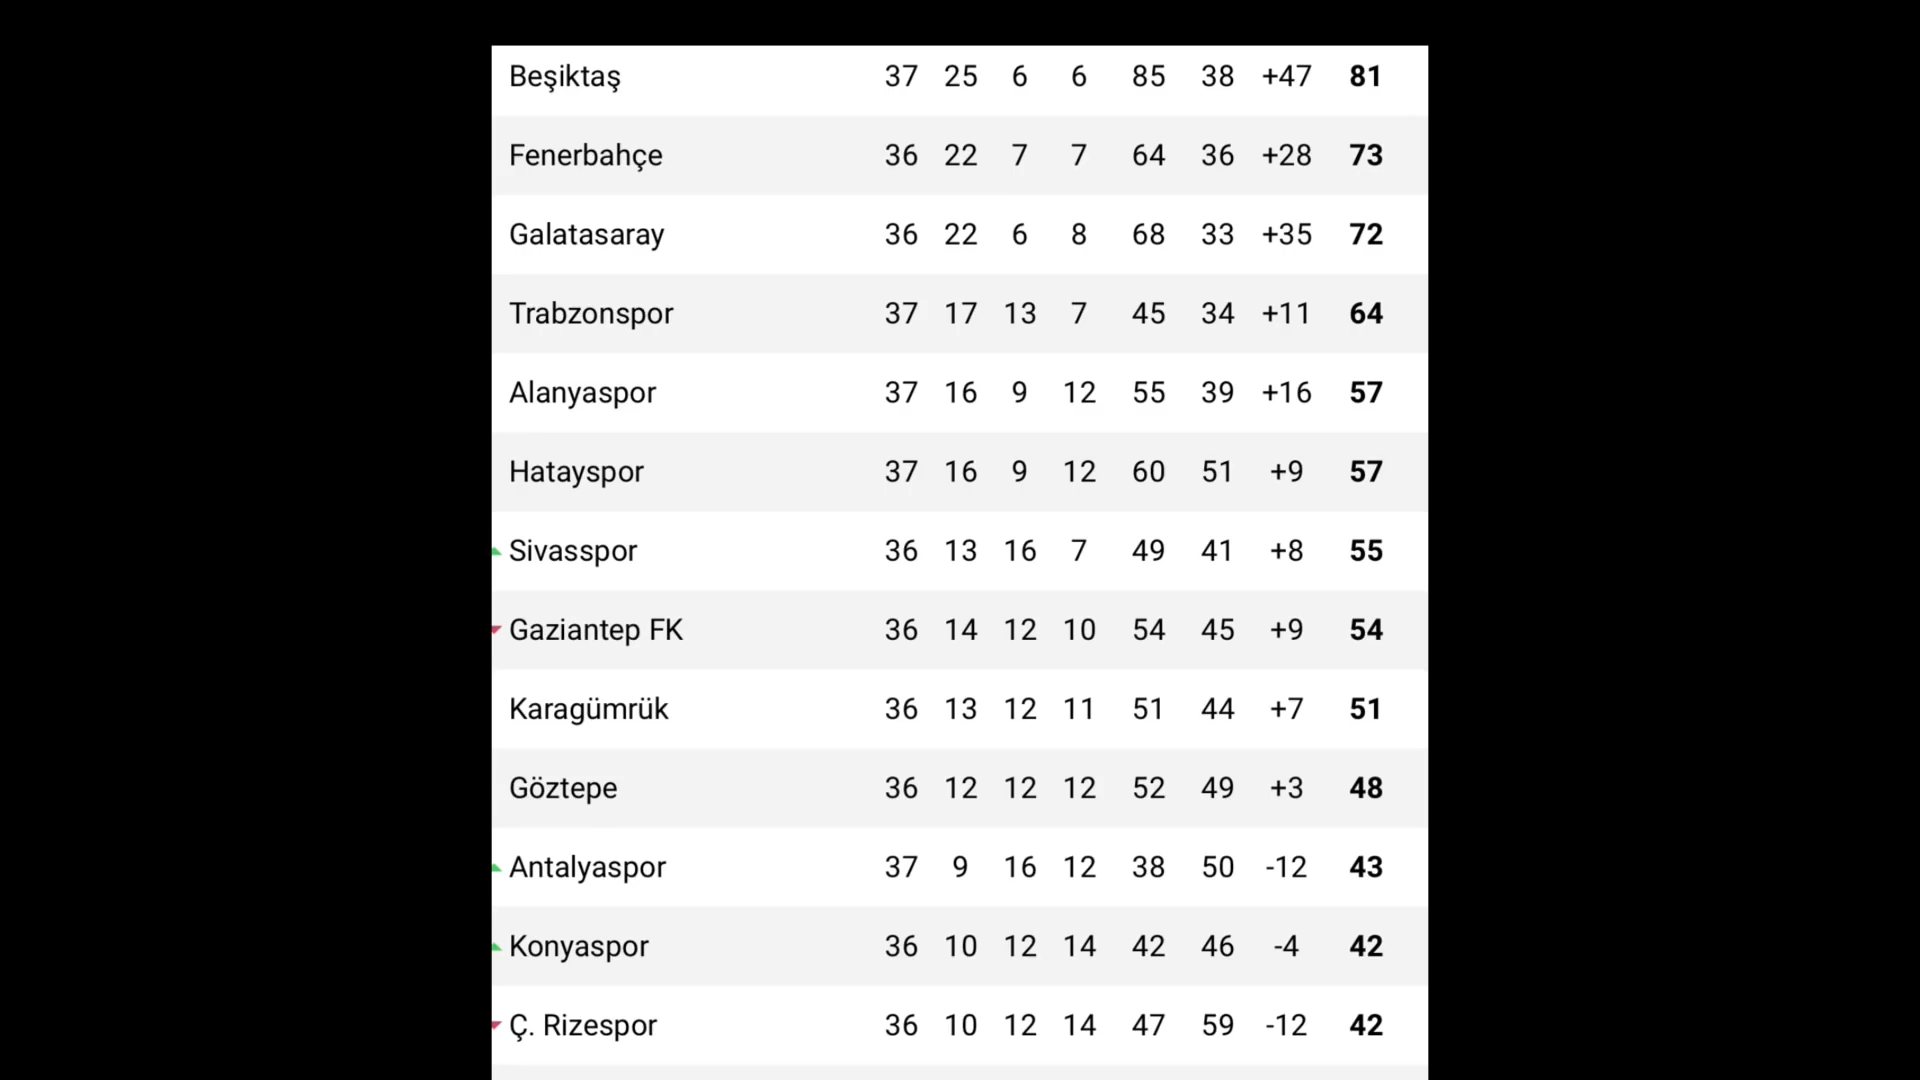 Beşiktaş 37 25 6 6 85 38 +47 81
Fenerbahçe 36 22 7 7 64 36 +28 73
Galatasaray 36 22 6 8 68 33 +35 72
Trabzonspor 37 17 13 7 45 34 +11 64
Alanyaspor 37 16 9 12 55 39 +16 57
Hatayspor 37 16 9 12 60 51 +9 57
Sivasspor 36 13 16 7 49 41 +8 55
Gaziantep FK 36 14 12 10 54 45 +9 54
Karagümrük 36 13 12 11 51 44 +7 51
Göztepe 36 12 12 12 52 49 +3 48
Antalyaspor 37 9 16 12 38 50 -12 43
Konyaspor 36 10 12 14 42 46 -4 42
Ç. Rizespor 36 10 12 14 47 59 -12 42